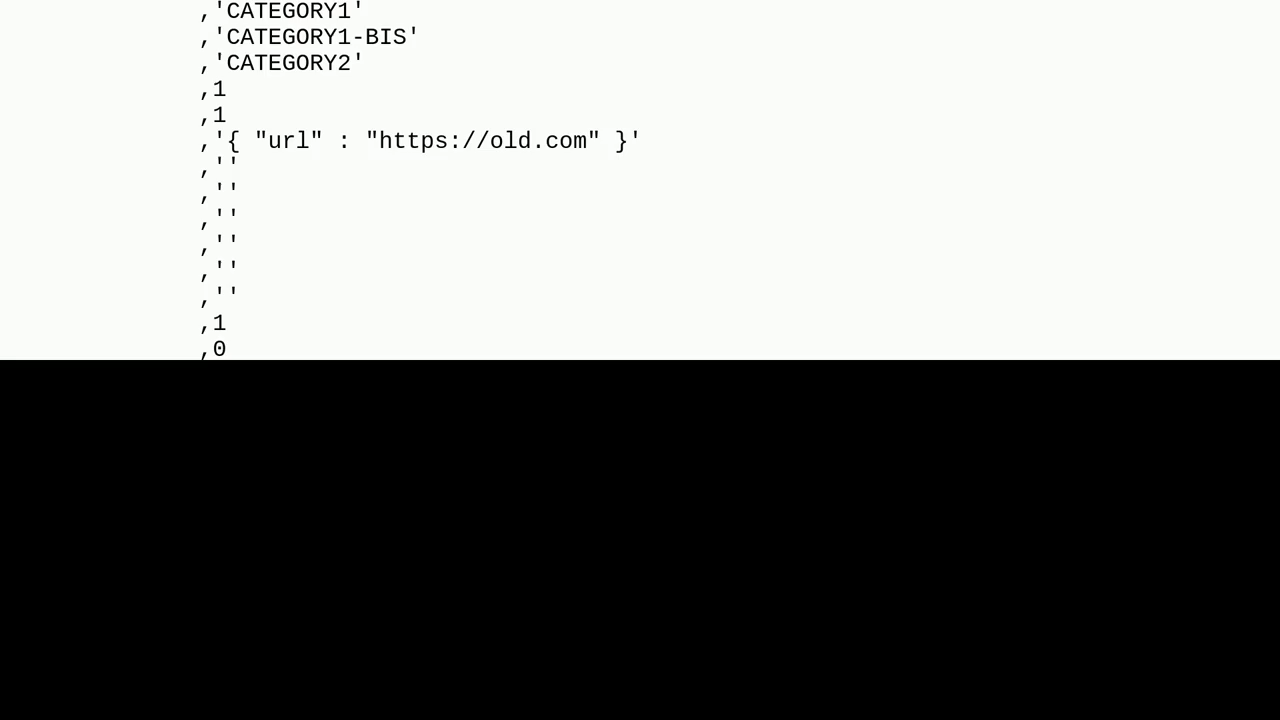 ,'CATEGORY1'
,'CATEGORY1-BIS'
,'CATEGORY2'
,1
,1
,'{ "url" : "https://old.com" }'
,''
,''
,''
,''
,''
,''
,1
,0